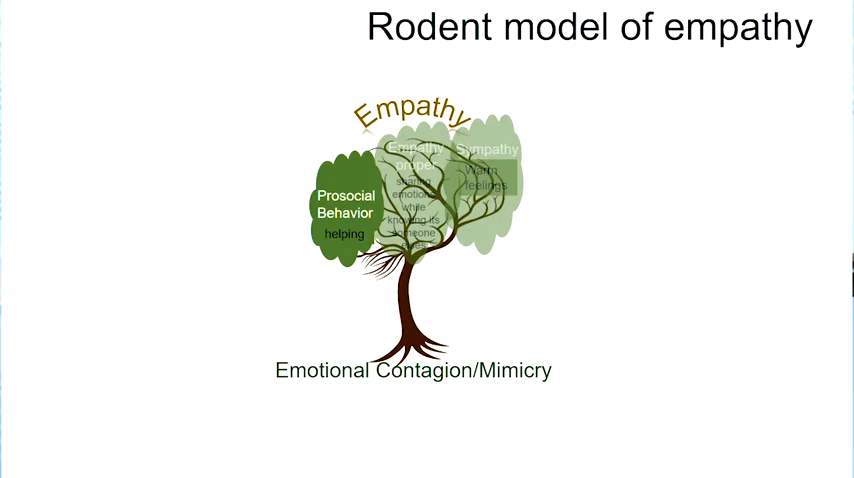 Rodent model of empathy
Empathy
Empathy
proper
sharing
emotions
while
knowing its
someone
elses
Sympathy
Warm
feelings
Prosocial
Behavior
helping
Emotional Contagion/Mimicry